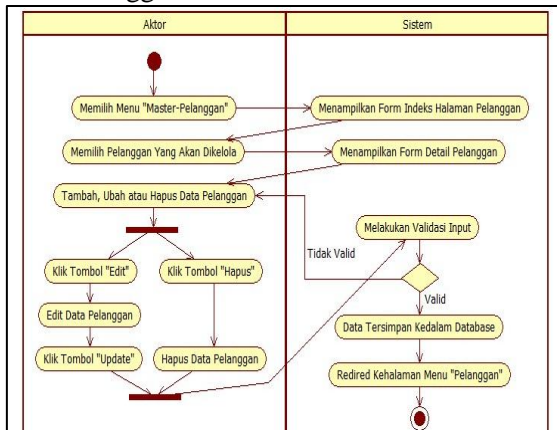 Aktor
Sistem
Memilih Menu "Master-Pelanggan"
Menampilkan Form Indeks Halaman Pelanggan
Memilih Pelanggan Yang Akan Dikelola
Menampilkan Form Detail Pelanggan
Tambah, Ubah atau Hapus Data Pelanggan
Melakukan Validasi Input
Tidak Valid
Klik Tombol "Edit"
Klik Tombol "Hapus"
Valid
Edit Data Pelanggan
Data Tersimpan Kedalam Database
Klik Tombol "Update"
Hapus Data Pelanggan
Redired Kehalaman Menu "Pelanggan"